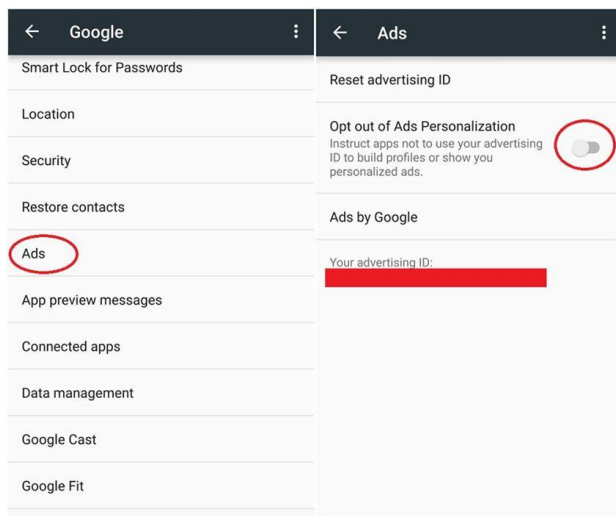 Google
Smart Lock for Passwords
Location
Security
Restore contacts
Ads
App preview messages
Connected apps
Data management
Google Cast
Google Fit
Ads
Reset advertising ID
Opt out of Ads Personalization
Instruct apps not to use your advertising
ID to build profiles or show you
personalized ads.
Ads by Google
Your advertising ID: